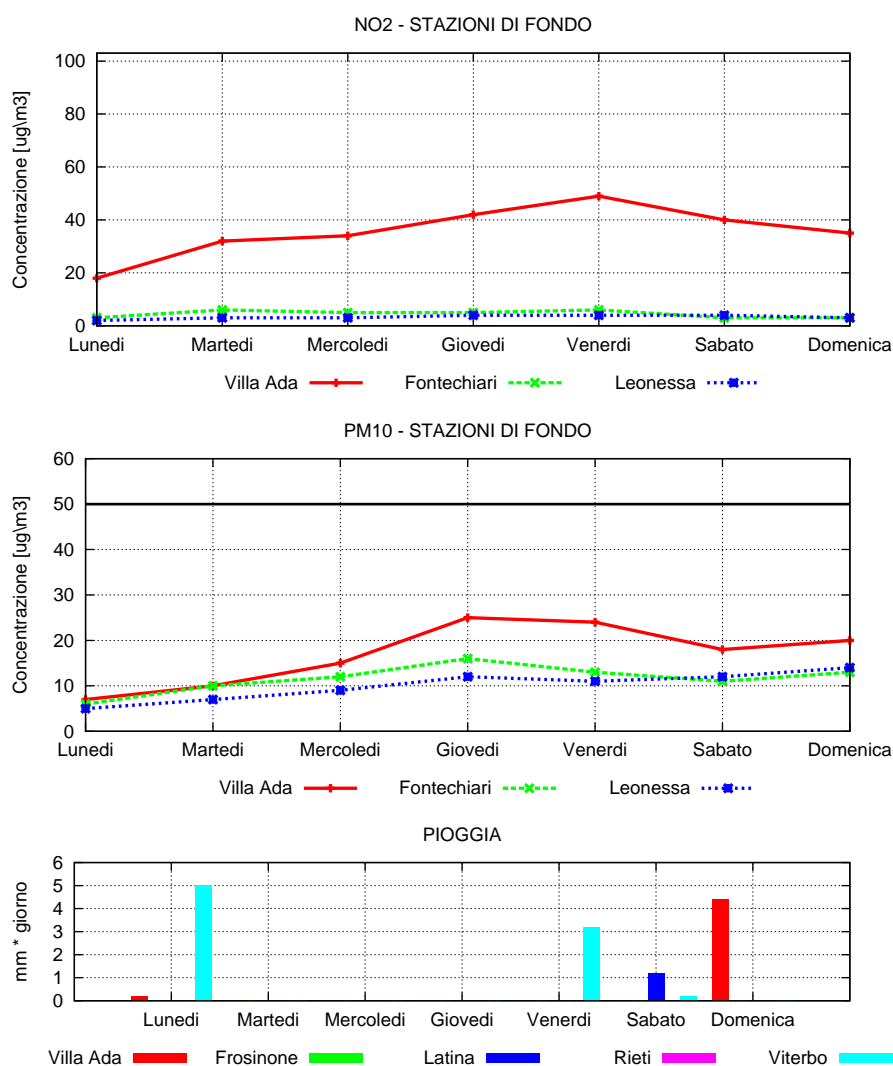 NO2 - STAZIONI DI FONDO
Concentrazione [ug\m3]
100
80
60
40
20
0
Lunedi Martedi Mercoledi Giovedi Venerdi Sabato Domenica
Villa Ada Fontechiari Leonessa
PM10 - STAZIONI DI FONDO
Concentrazione [ug\m3]
60
50
40
30
20
10
0
Lunedi Martedi Mercoledi Giovedi Venerdi Sabato Domenica
Villa Ada Fontechiari Leonessa
PIOGGIA
mm * giorno
6
5
4
3
2
1
0
Lunedi Martedi Mercoledi Giovedi Venerdi Sabato Domenica
Villa Ada Frosinone Latina Rieti Viterbo